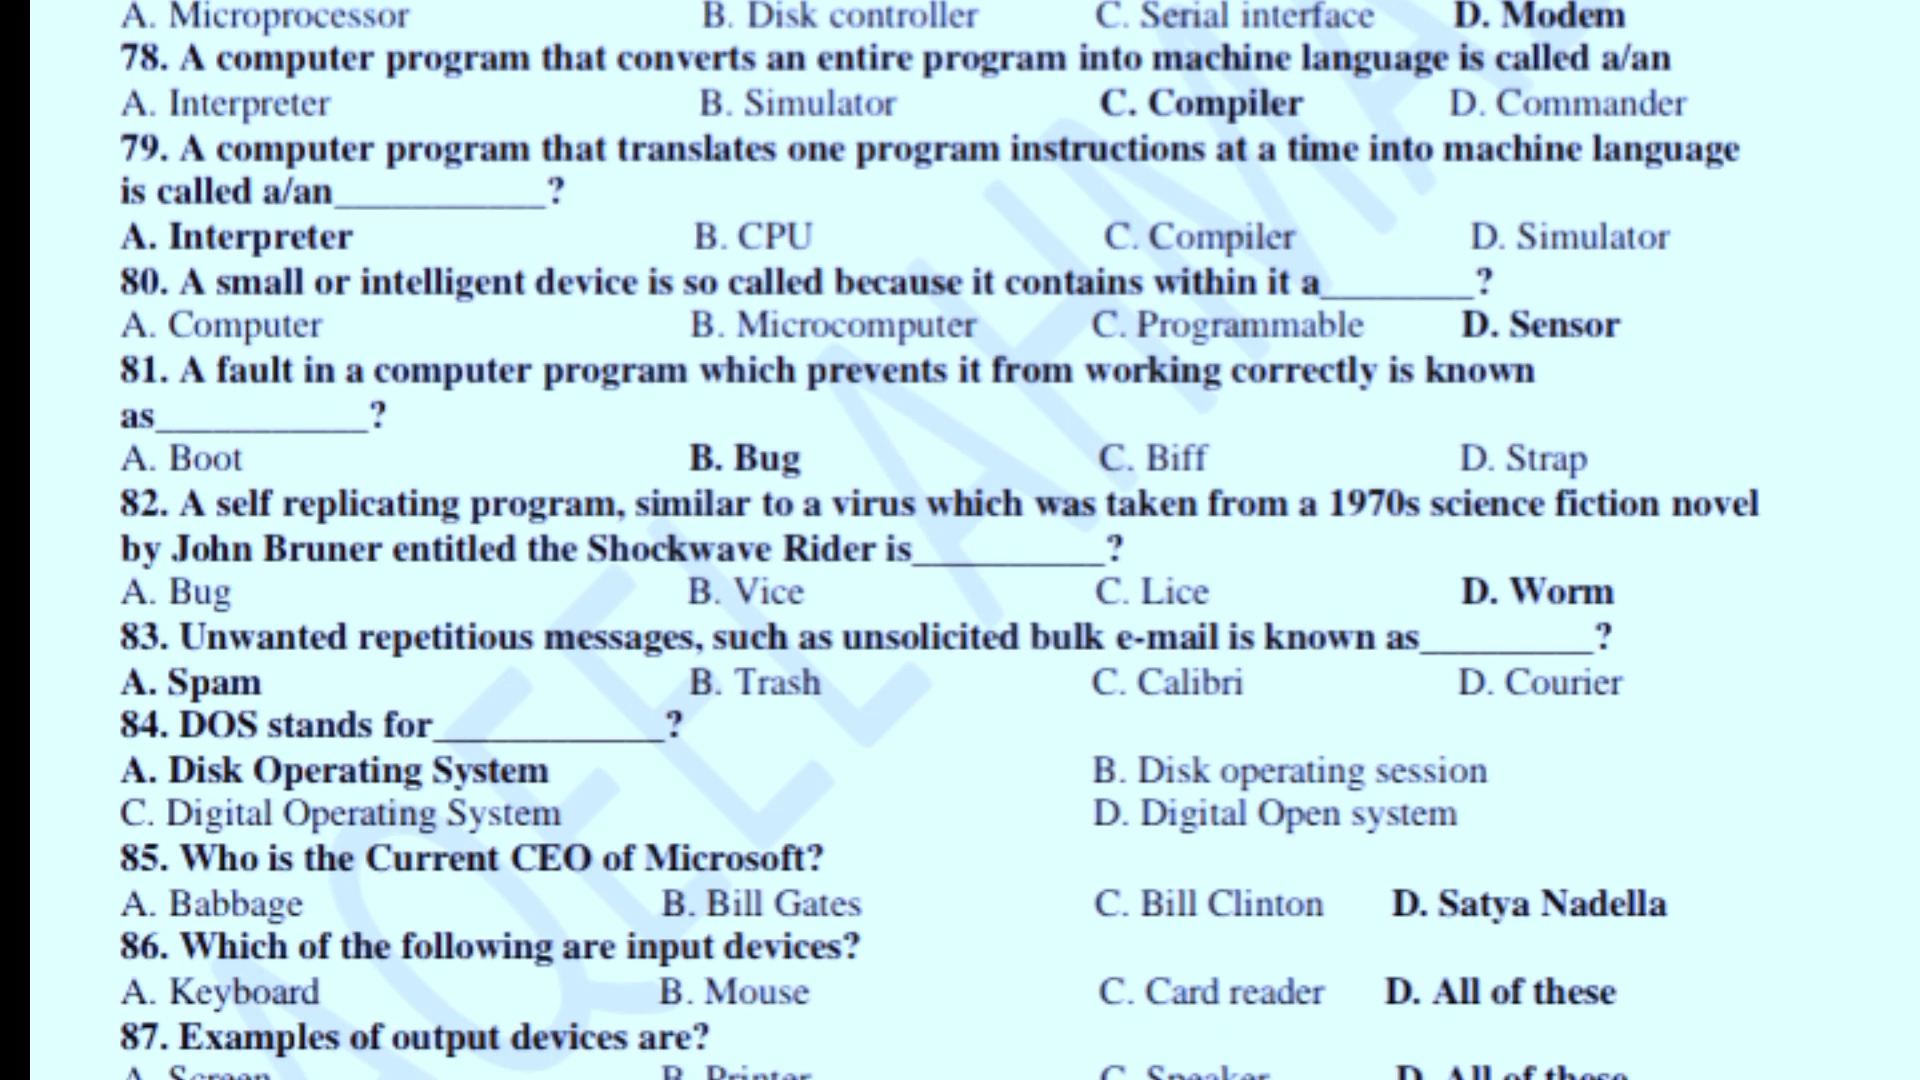 A. Microprocessor B. Disk controller C. Serial interface D. Modem
78. A computer program that converts an entire program into machine language is called a/an
A. Interpreter B. Simulator C. Compiler D. Commander
79. A computer program that translates one program instructions at a time into machine language
is called a/an___________?
A. Interpreter B. CPU C. Compiler D. Simulator
80. A small or intelligent device is so called because it contains within it a________?
A. Computer B. Microcomputer C. Programmable D. Sensor
81. A fault in a computer program which prevents it from working correctly is known
as___________?
A. Boot B. Bug C. Biff D. Strap
82. A self replicating program, similar to a virus which was taken from a 1970s science fiction novel
by John Bruner entitled the Shockwave Rider is__________?
A. Bug B. Vice C. Lice D. Worm
83. Unwanted repetitious messages, such as unsolicited bulk e-mail is known as_________?
A. Spam B. Trash C. Calibri D. Courier
84. DOS stands for____________?
A. Disk Operating System B. Disk operating session
C. Digital Operating System D. Digital Open system
85. Who is the Current CEO of Microsoft?
A. Babbage B. Bill Gates C. Bill Clinton D. Satya Nadella
86. Which of the following are input devices?
A. Keyboard B. Mouse C. Card reader D. All of these
87. Examples of output devices are?
A. Screen B. Printer C. Speaker D. All of these